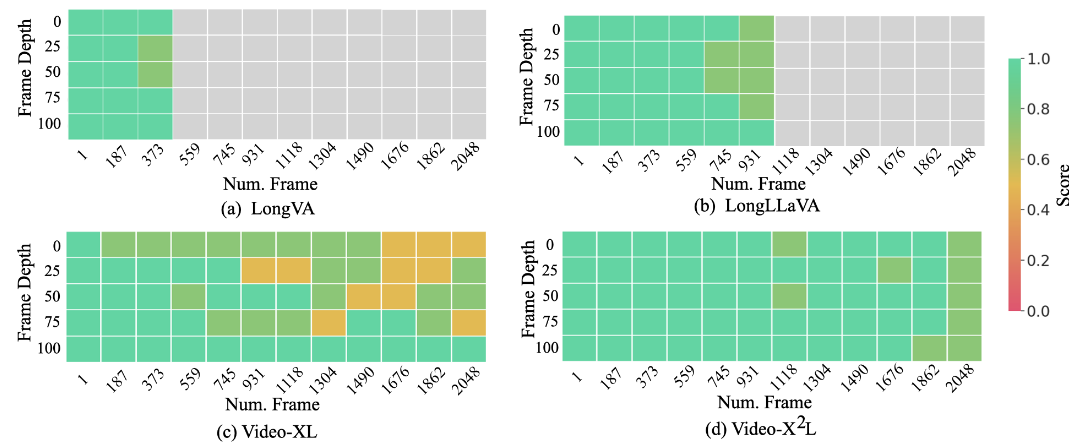 Frame Depth
0
25
50
75
100
1 187 373 559 745 931 1118 1304 1490 1676 1862 2048
Num. Frame
(a) LongVA
Frame Depth
0
25
50
75
100
1 187 373 559 745 931 1118 1304 1490 1676 1862 2048
Num. Frame
(b) LongLLaVA
Frame Depth
0
25
50
75
100
1 187 373 559 745 931 1118 1304 1490 1676 1862 2048
Num. Frame
(c) Video-XL
Frame Depth
0
25
50
75
100
1 187 373 559 745 931 1118 1304 1490 1676 1862 2048
Num. Frame
(d) Video-X²L
1.0
0.8
0.6
0.4
0.2
0.0
Score